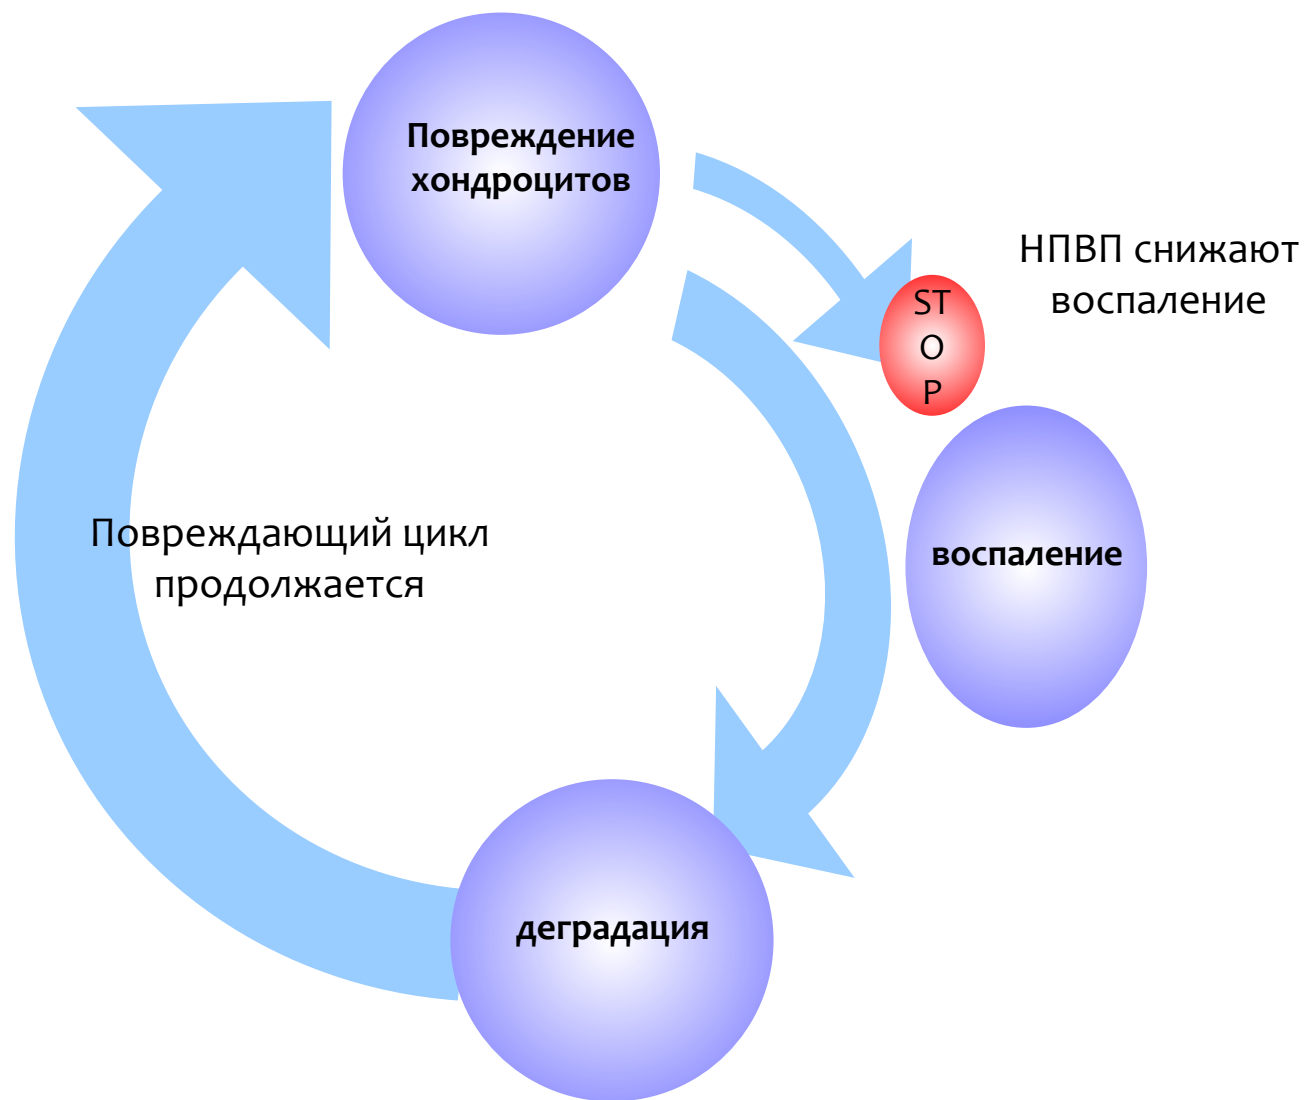 Повреждение
хондроцитов
НПВП снижают
воспаление
ST
O
P
воспаление
Повреждающий цикл
продолжается
деградация